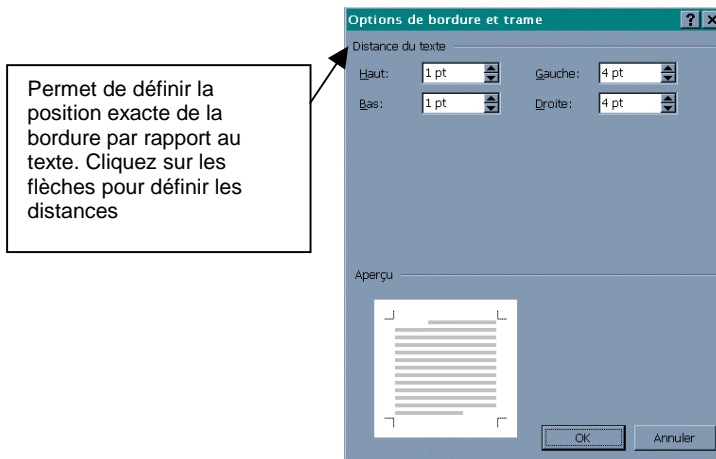 Options de bordure et trame
Distance du texte
Haut: 1 pt Gauche: 4 pt
Bas: 1 pt Droite: 4 pt
Permet de définir la
position exacte de la
bordure par rapport au
texte. Cliquez sur les
flèches pour définir les
distances
Aperçu
OK Annuler